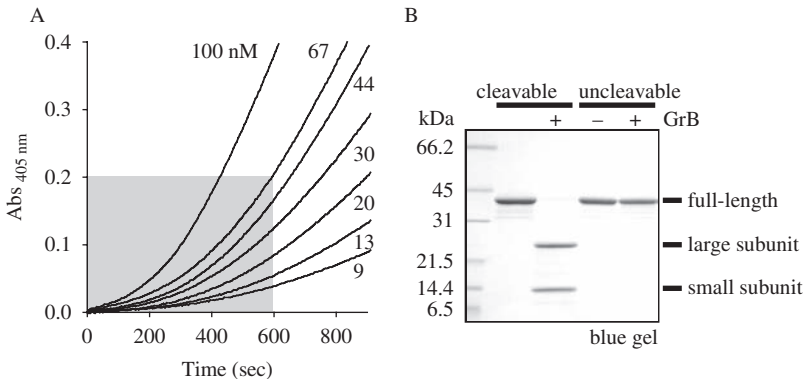 A
Abs 405 nm
0.4
0.3
0.2
0.1
0.0
100 nM
67
44
30
20
13
9
0
200
400
600
800
Time (sec)
B
cleavable
uncleavable
kDa
+
–
+
GrB
66.2
45
31
21.5
14.4
6.5
full-length
large subunit
small subunit
blue gel